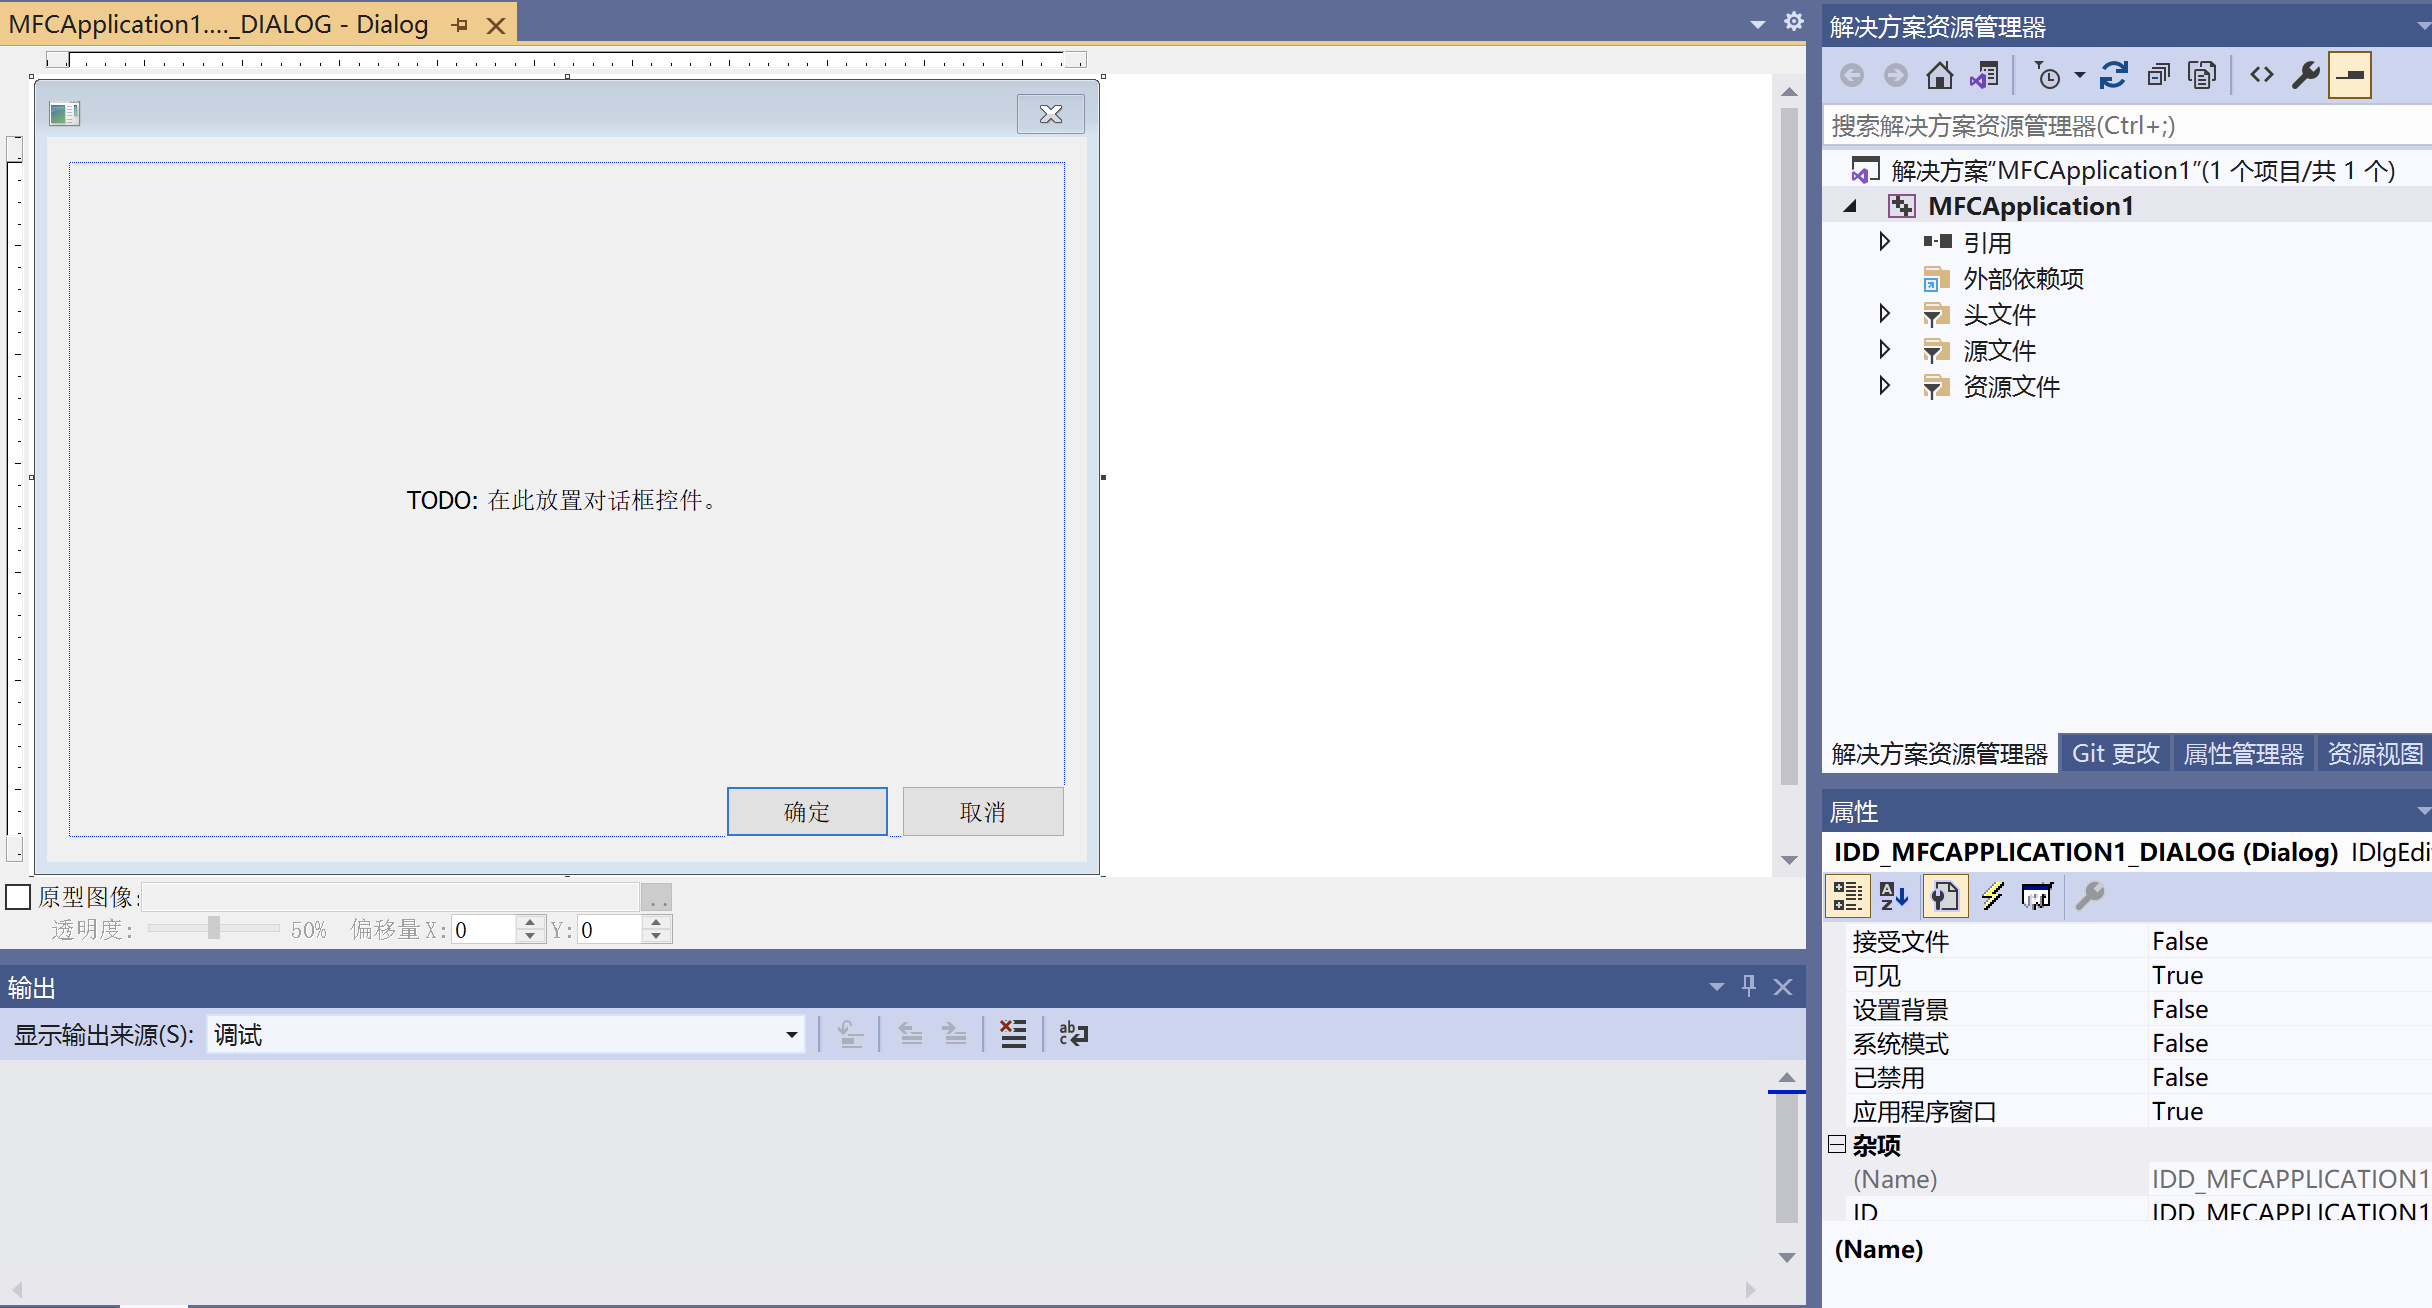 MFCApplication1...._DIALOG - Dialog
TODO: 在此放置对话框控件。
确定
取消
原型图像:
..
透明度: 50% 偏移量 X: 0 Y: 0
输出
显示输出来源(S): 调试
解决方案资源管理器
搜索解决方案资源管理器(Ctrl+;)
解决方案“MFCApplication1”(1 个项目/共 1 个)
MFCApplication1
引用
外部依赖项
头文件
源文件
资源文件
解决方案资源管理器 Git 更改 属性管理器 资源视图
属性
IDD_MFCAPPLICATION1_DIALOG (Dialog) IDlgEdi
接受文件 False
可见 True
设置背景 False
系统模式 False
已禁用 False
应用程序窗口 True
杂项
(Name) IDD_MFCAPPLICATION1
ID IDD_MFCAPPLICATION1
(Name)